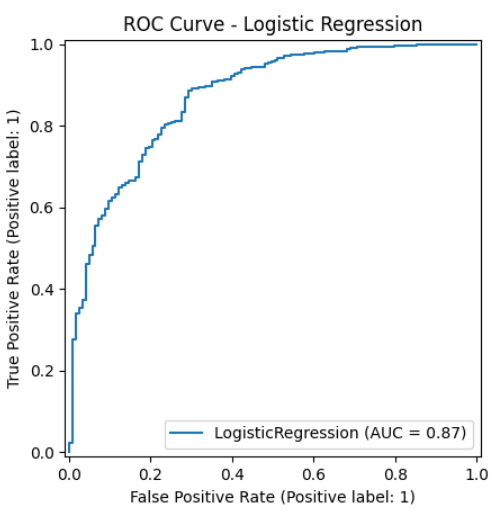 ROC Curve - Logistic Regression
True Positive Rate (Positive label: 1)
1.0
0.8
0.6
0.4
0.2
0.0
LogisticRegression (AUC = 0.87)
0.0 0.2 0.4 0.6 0.8 1.0
False Positive Rate (Positive label: 1)